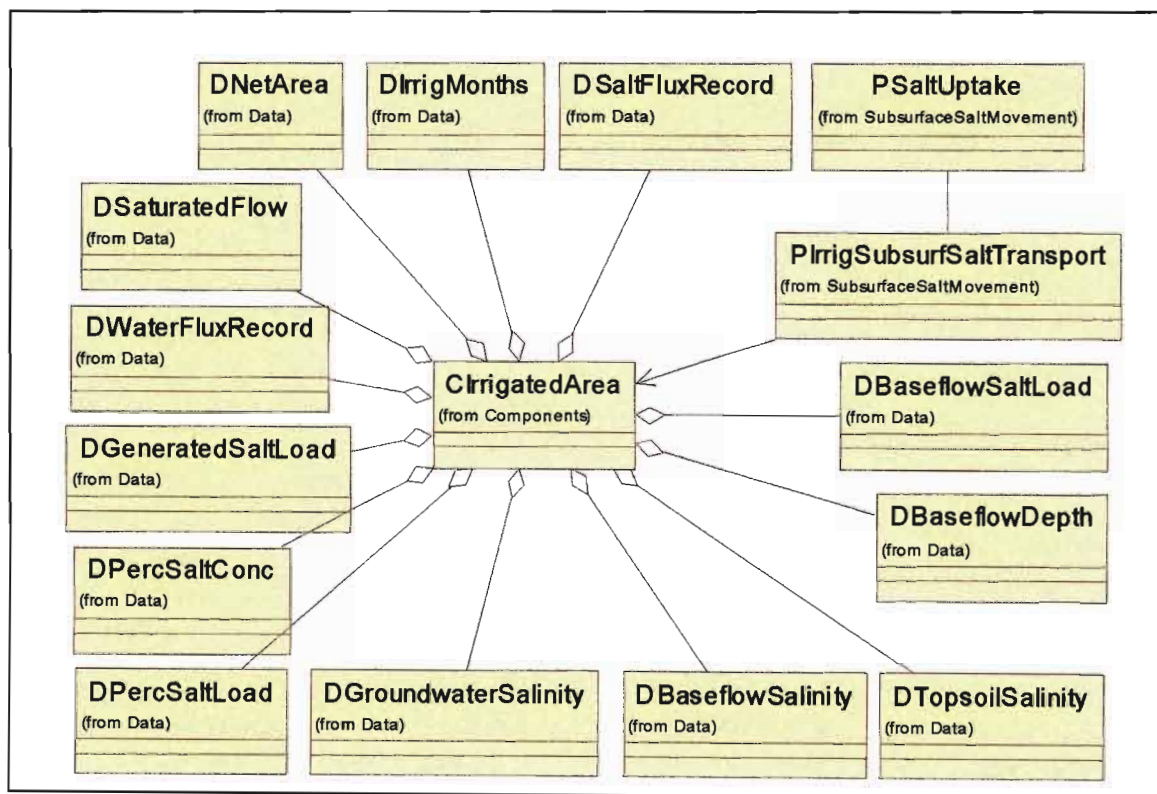 DNetArea
(from Data)
DIrrigMonths
(from Data)
DSaltFluxRecord
(from Data)
PSaltUptake
(from SubsurfaceSaltMovement)
DSaturatedFlow
(from Data)
PIrrigSubsurfSaltTransport
(from SubsurfaceSaltMovement)
DWaterFluxRecord
(from Data)
CIrrigatedArea
(from Components)
DBaseflowSaltLoad
(from Data)
DGeneratedSaltLoad
(from Data)
DBaseflowDepth
(from Data)
DPercSaltConc
(from Data)
DPercSaltLoad
(from Data)
DGroundwaterSalinity
(from Data)
DBaseflowSalinity
(from Data)
DTopsoilSalinity
(from Data)